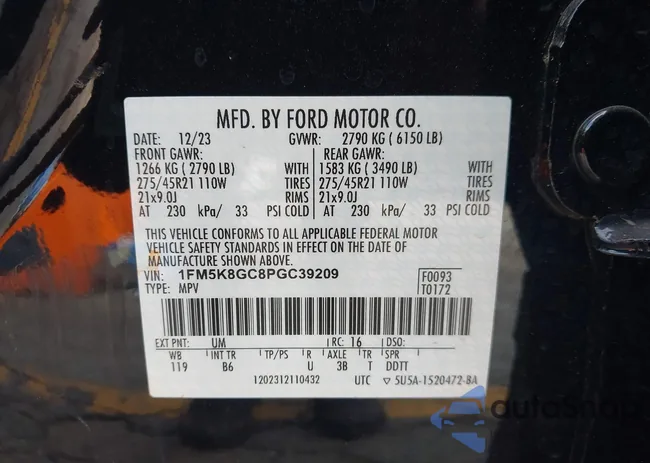 MFD. BY FORD MOTOR CO.
DATE: 12/23 GVWR: 2790 KG ( 6150 LB)
FRONT GAWR: REAR GAWR:
1266 KG ( 2790 LB) WITH 1583 KG ( 3490 LB) WITH
275/45R21 110W TIRES 275/45R21 110W TIRES
21x9.0J RIMS 21x9.0J RIMS
AT 230 kPa/ 33 PSI COLD AT 230 kPa/ 33 PSI COLD
THIS VEHICLE CONFORMS TO ALL APPLICABLE FEDERAL MOTOR
VEHICLE SAFETY STANDARDS IN EFFECT ON THE DATE OF
MANUFACTURE SHOWN ABOVE.
VIN: 1FM5K8GC8PGC39209 F0093
TYPE: MPV T0172
EXT PNT: UM RC: 16 DSO:
WB INT TR TP/PS R AXLE TR SPR
119 B6 U 3B T DDTT
1202312110432 UTC ▽ 5U5A-1520472-BA
autoSnap